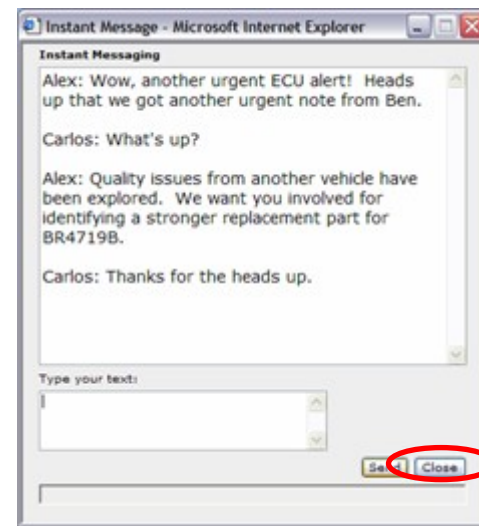 Instant Message - Microsoft Internet Explorer
Instant Messaging
Alex: Wow, another urgent ECU alert! Heads
up that we got another urgent note from Ben.
Carlos: What's up?
Alex: Quality issues from another vehicle have
been explored. We want you involved for
identifying a stronger replacement part for
BR4719B.
Carlos: Thanks for the heads up.
Type your text:
Send Close